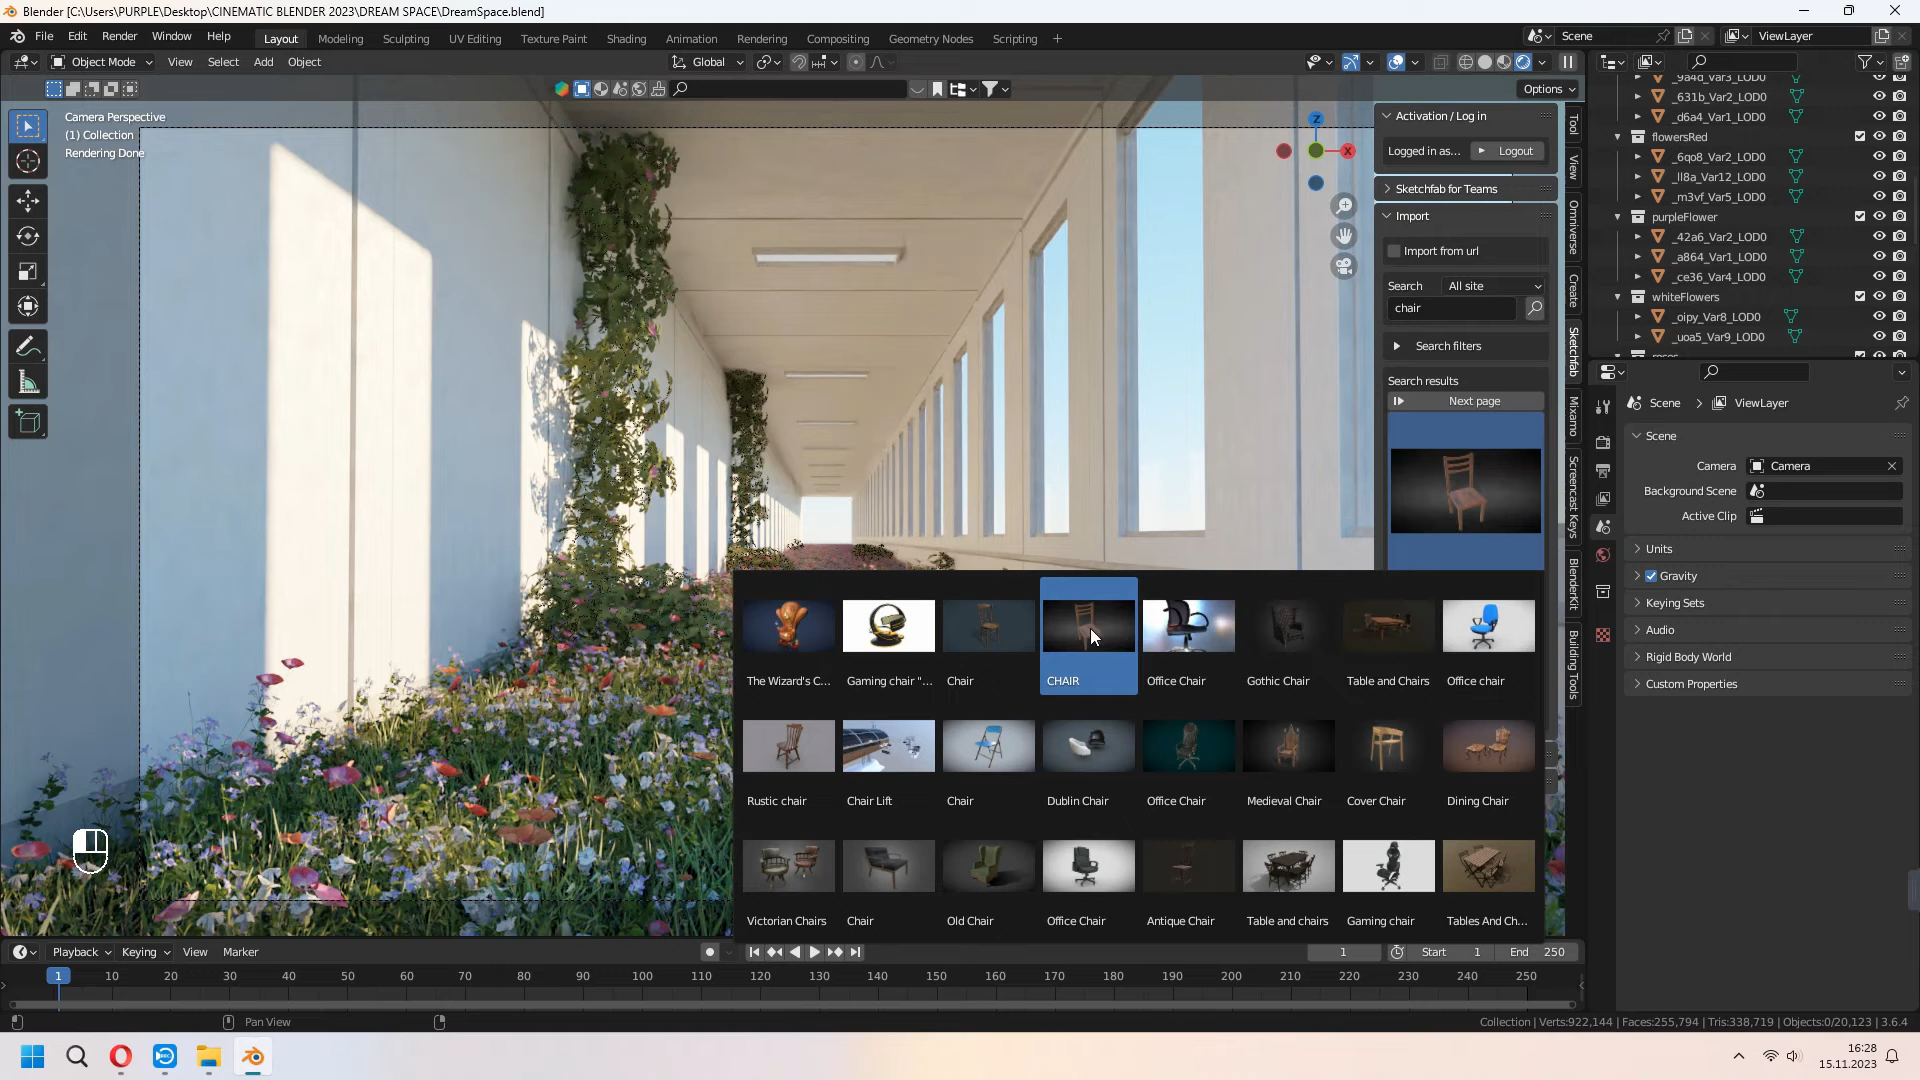 Blender [C:\Users\PURPLE\Desktop\CINEMATIC BLENDER 2023\DREAM SPACE\DreamSpace.blend]
File Edit Render Window Help Layout Modeling Sculpting UV Editing Texture Paint Shading Animation Rendering Compositing Geometry Nodes Scripting + Scene ViewLayer
Object Mode View Select Add Object Global
Options
Camera Perspective
(1) Collection
Rendering Done
Z
X
Activation / Log in
Logged in as... Logout
Sketchfab for Teams
Import
Import from url
Search All site
chair
Search filters
Search results
Next page
Tool
View
Omniverse
Create
Sketchfab
Mixamo
Screencast Keys
BlenderKit
Building Tools
The Wizard's C... Gaming chair "... Chair CHAIR Office Chair Gothic Chair Table and Chairs Office chair
Rustic chair Chair Lift Chair Dublin Chair Office Chair Medieval Chair Cover Chair Dining Chair
Victorian Chairs Chair Old Chair Office Chair Antique Chair Table and chairs Gaming chair Tables And Ch...
_9a4d_Var3_LOD0
_631b_Var2_LOD0
_d6a4_Var1_LOD0
flowersRed
_6qo8_Var2_LOD0
_ll8a_Var12_LOD0
_m3vf_Var5_LOD0
purpleFlower
_42a6_Var2_LOD0
_a864_Var1_LOD0
_ce36_Var4_LOD0
whiteFlowers
_oipy_Var8_LOD0
_uoa5_Var9_LOD0
Scene ViewLayer
Scene
Camera Camera
Background Scene
Active Clip
Units
Gravity
Keying Sets
Audio
Rigid Body World
Custom Properties
Playback Keying View Marker 1 Start 1 End 250
1 10 20 30 40 50 60 70 80 90 100 110 120 130 140 150 160 170 180 190 200 210 220 230 240 250
Pan View
Collection | Verts:922,144 | Faces:255,794 | Tris:338,719 | Objects:0/20,123 | 3.6.4
16:28
15.11.2023